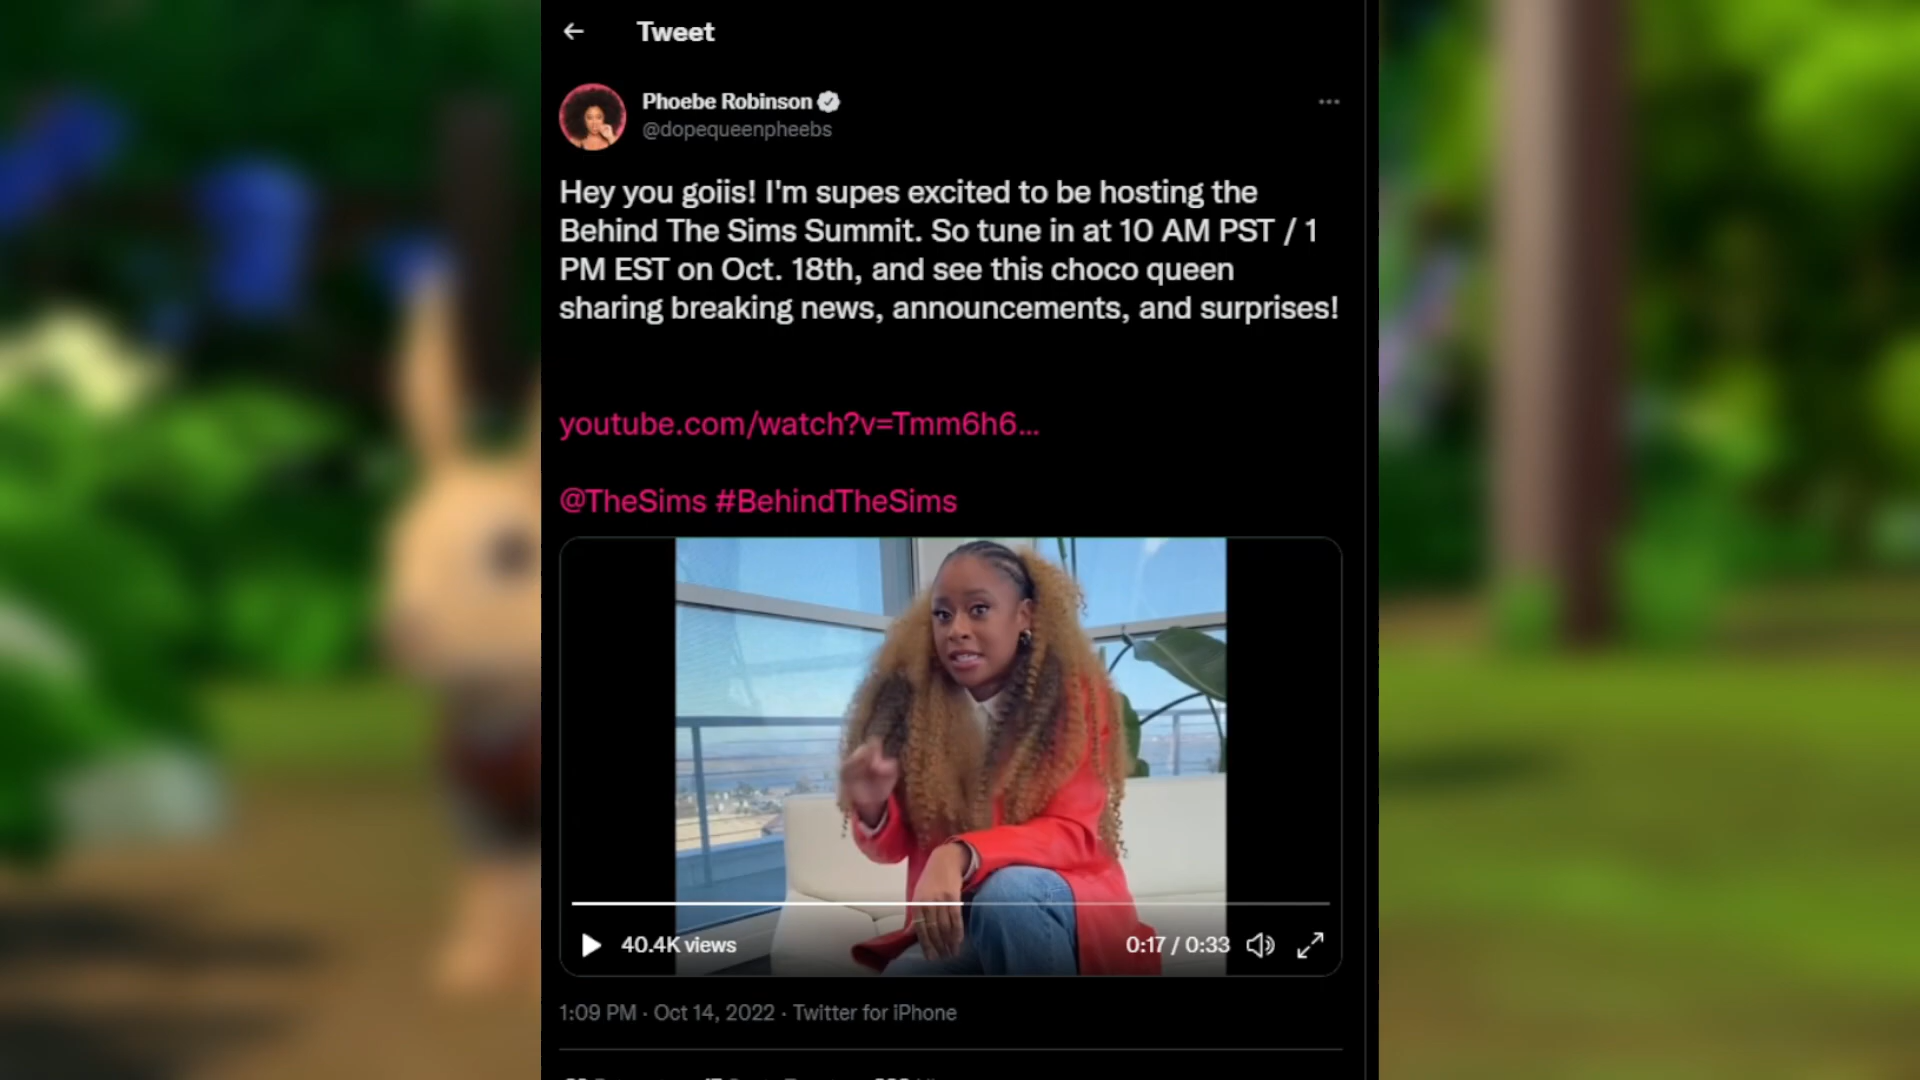 Tweet
Phoebe Robinson
@dopequeenpheebs
Hey you goiis! I'm supes excited to be hosting the
Behind The Sims Summit. So tune in at 10 AM PST / 1
PM EST on Oct. 18th, and see this choco queen
sharing breaking news, announcements, and surprises!
youtube.com/watch?v=Tmm6h6...
@TheSims #BehindTheSims
40.4K views
0:17 / 0:33
1:09 PM · Oct 14, 2022 · Twitter for iPhone